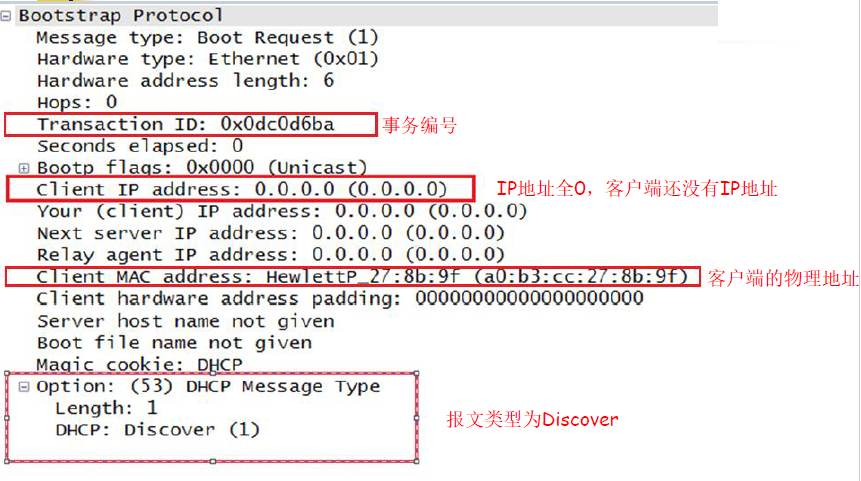 Bootstrap Protocol
Message type: Boot Request (1)
Hardware type: Ethernet (0x01)
Hardware address length: 6
Hops: 0
Transaction ID: 0x0dc0d6ba 事务编号
Seconds elapsed: 0
Bootp flags: 0x0000 (Unicast)
Client IP address: 0.0.0.0 (0.0.0.0) IP地址全0，客户端还没有IP地址
Your (client) IP address: 0.0.0.0 (0.0.0.0)
Next server IP address: 0.0.0.0 (0.0.0.0)
Relay agent IP address: 0.0.0.0 (0.0.0.0)
Client MAC address: HewlettP_27:8b:9f (a0:b3:cc:27:8b:9f) 客户端的物理地址
Client hardware address padding: 00000000000000000000
Server host name not given
Boot file name not given
Magic cookie: DHCP
Option: (53) DHCP Message Type
Length: 1
DHCP: Discover (1) 报文类型为Discover